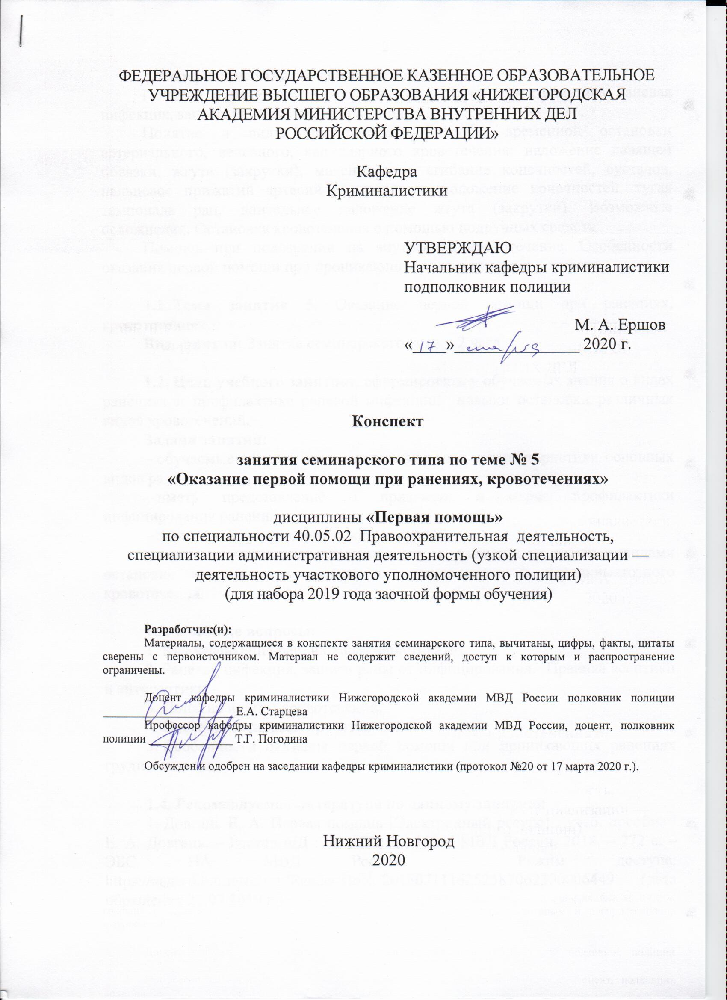 ФЕДЕРАЛЬНОЕ ГОСУДАРСТВЕННОЕ КАЗЕННОЕ ОБРАЗОВАТЕЛЬНОЕ
УЧРЕЖДЕНИЕ ВЫСШЕГО ОБРАЗОВАНИЯ «НИЖЕГОРОДСКАЯ
АКАДЕМИЯ МИНИСТЕРСТВА ВНУТРЕННИХ ДЕЛ
РОССИЙСКОЙ ФЕДЕРАЦИИ»
Кафедра
Криминалистики
УТВЕРЖДАЮ
Начальник кафедры криминалистики
подполковник полиции
М. А. Ершов
«17» марта 2020 г.
Конспект
занятия семинарского типа по теме № 5
«Оказание первой помощи при ранениях, кровотечениях»
дисциплины «Первая помощь»
по специальности 40.05.02 Правоохранительная деятельность,
специализации административная деятельность (узкой специализации —
деятельность участкового уполномоченного полиции)
(для набора 2019 года заочной формы обучения)
Разработчик(и):
Материалы, содержащиеся в конспекте занятия семинарского типа, вычитаны, цифры, факты, цитаты
сверены с первоисточником. Материал не содержит сведений, доступ к которым и распространение
ограничены.
Доцент кафедры криминалистики Нижегородской академии МВД России полковник полиции
Е.А. Старцева
Профессор кафедры криминалистики Нижегородской академии МВД России, доцент, полковник
полиции Т.Г. Погодина
Обсужден и одобрен на заседании кафедры криминалистики (протокол №20 от 17 марта 2020 г.).
Нижний Новгород
2020